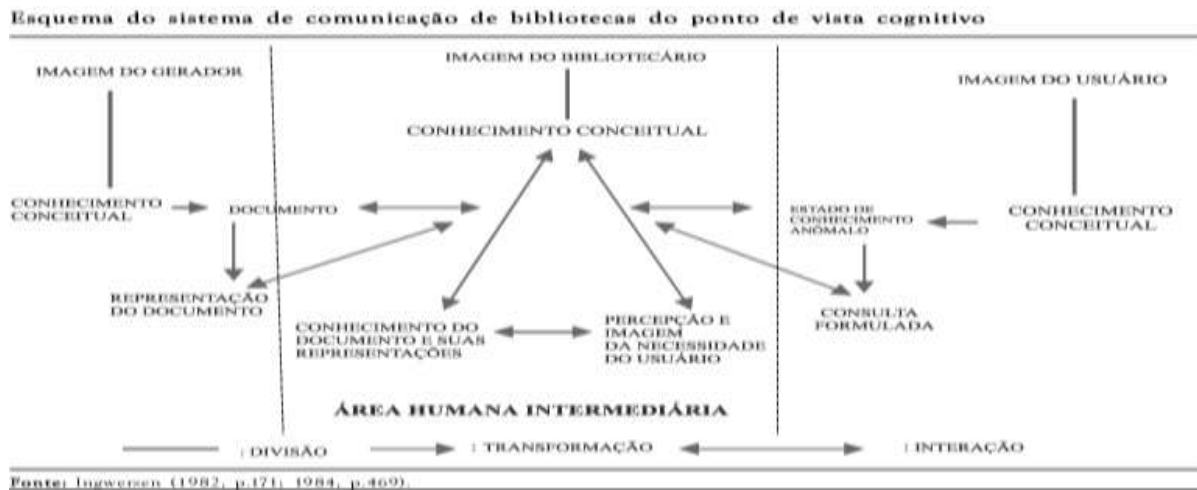 Esquema do sistema de comunicação de bibliotecas do ponto de vista cognitivo
IMAGEM DO GERADOR
IMAGEM DO BIBLIOTECÁRIO
IMAGEM DO USUÁRIO
CONHECIMENTO CONCEITUAL
CONHECIMENTO
CONCEITUAL
DOCUMENTO
ESTADO DE
CONHECIMENTO
ANÔMALO
CONHECIMENTO
CONCEITUAL
REPRESENTAÇÃO
DO DOCUMENTO
CONHECIMENTO DO
DOCUMENTO E SUAS
REPRESENTAÇÕES
PERCEPÇÃO E
IMAGEM
DA NECESSIDADE
DO USUÁRIO
CONSULTA
FORMULADA
ÁREA HUMANA INTERMEDIÁRIA
: DIVISÃO
: TRANSFORMAÇÃO
: INTERAÇÃO
Fonte: Ingwersen (1982, p.171; 1984, p.469).